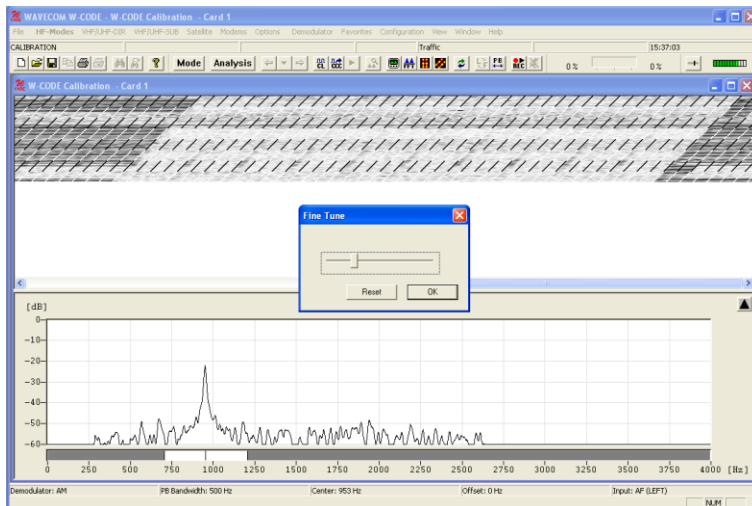 WAVECOM W-CODE - W-CODE Calibration - Card 1
File HF-Modes VHF/UHF-DIR VHF/UHF-SUB Satellite Modems Options Demodulator Favorites Configuration View Window Help
CALIBRATION Traffic 15:37:03
Mode Analysis 0 % 0 %
W-CODE Calibration - Card 1
Fine Tune
Reset OK
[dB]
0
-10
-20
-30
-40
-50
-60
0 250 500 750 1000 1250 1500 1750 2000 2250 2500 2750 3000 3250 3500 3750 4000 [Hz]
Demodulator: AM PB Bandwidth: 500 Hz Center: 953 Hz Offset: 0 Hz Input: AF (LEFT)
NUM